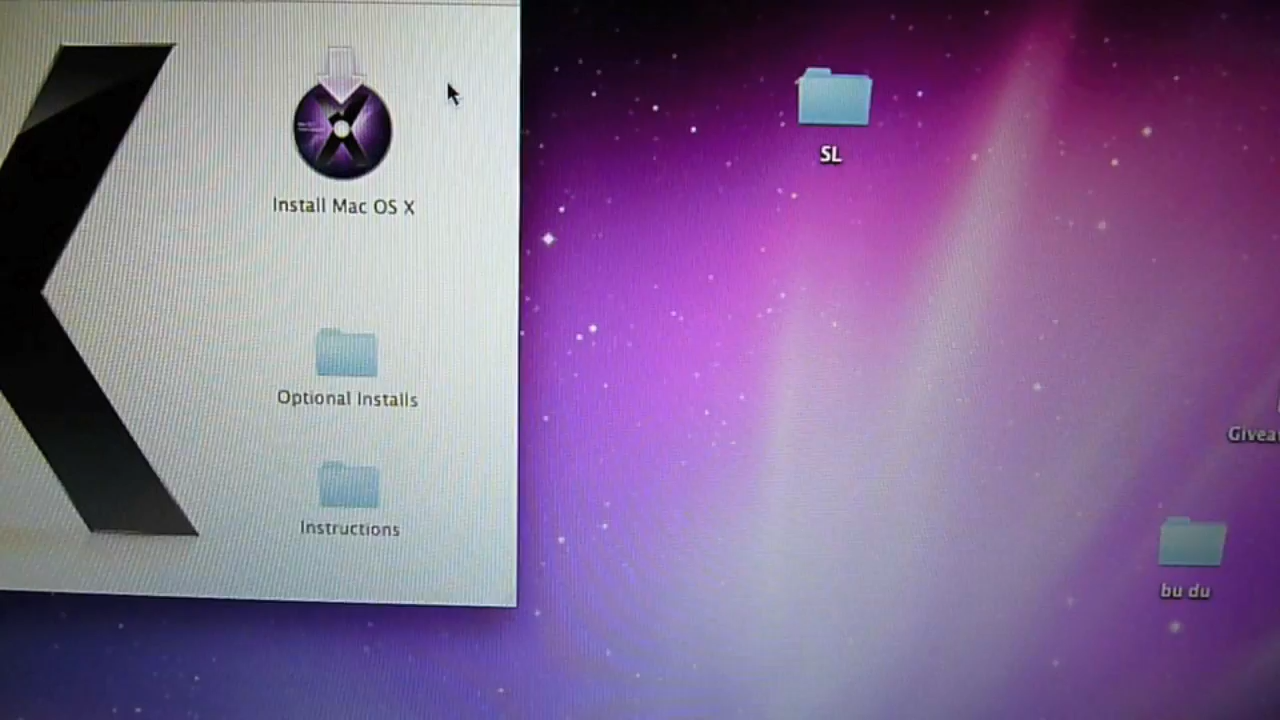 Install Mac OS X
Optional Installs
Instructions
SL
Givea
bu du